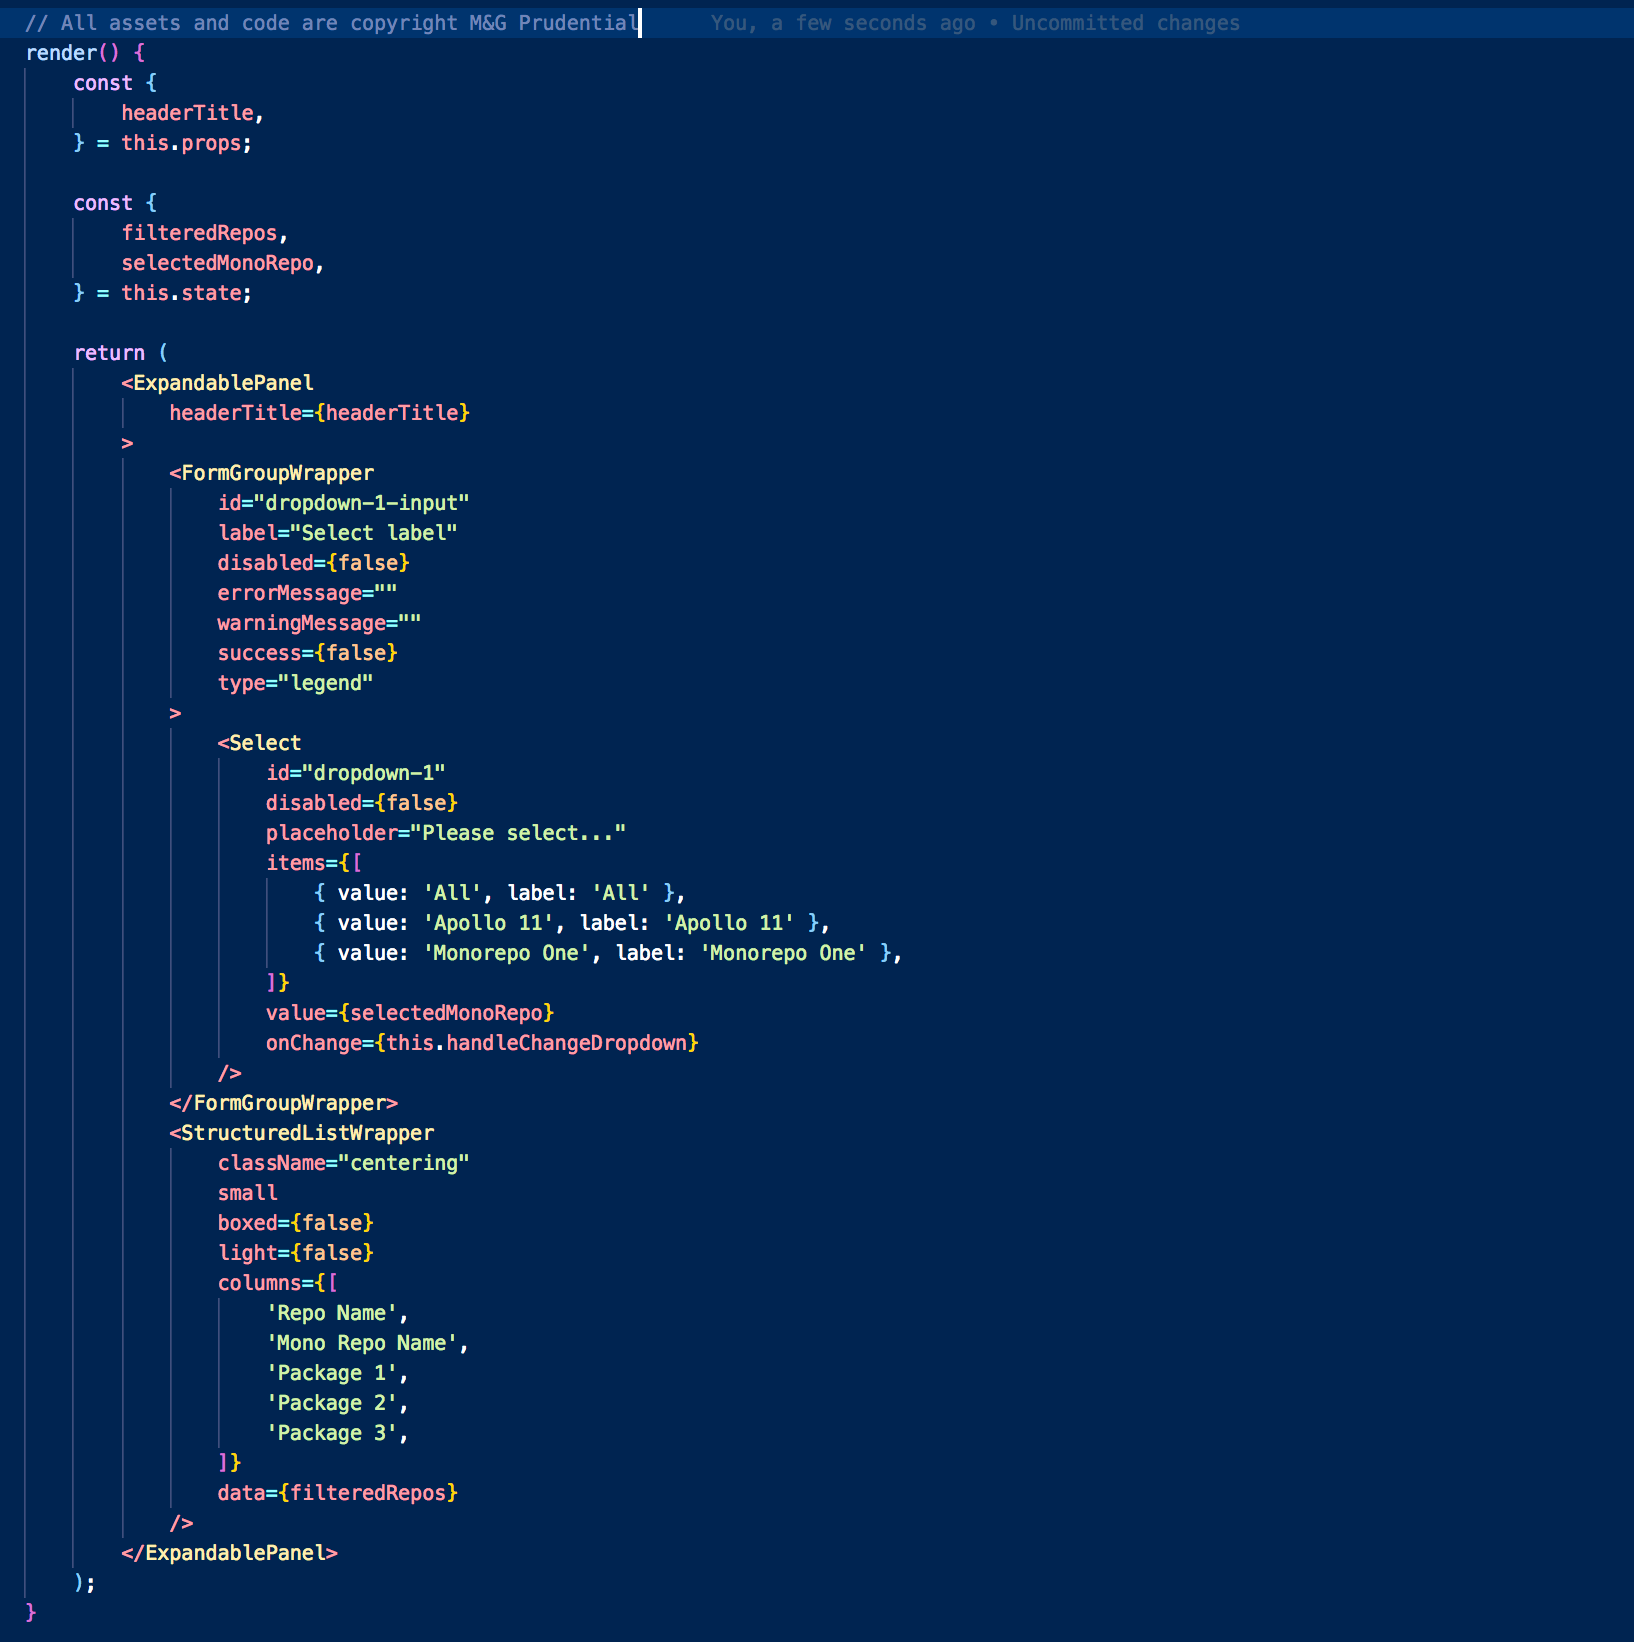 // All assets and code are copyright M&G Prudential You, a few seconds ago • Uncommitted changes
render() {
    const {
        headerTitle,
    } = this.props;

    const {
        filteredRepos,
        selectedMonoRepo,
    } = this.state;

    return (
        <ExpandablePanel
            headerTitle={headerTitle}
        >
            <FormGroupWrapper
                id="dropdown-1-input"
                label="Select label"
                disabled={false}
                errorMessage=""
                warningMessage=""
                success={false}
                type="legend"
            >
                <Select
                    id="dropdown-1"
                    disabled={false}
                    placeholder="Please select..."
                    items={[
                        { value: 'All', label: 'All' },
                        { value: 'Apollo 11', label: 'Apollo 11' },
                        { value: 'Monorepo One', label: 'Monorepo One' },
                    ]}
                    value={selectedMonoRepo}
                    onChange={this.handleChangeDropdown}
                />
            </FormGroupWrapper>
            <StructuredListWrapper
                className="centering"
                small
                boxed={false}
                light={false}
                columns={[
                    'Repo Name',
                    'Mono Repo Name',
                    'Package 1',
                    'Package 2',
                    'Package 3',
                ]}
                data={filteredRepos}
            />
        </ExpandablePanel>
    );
}